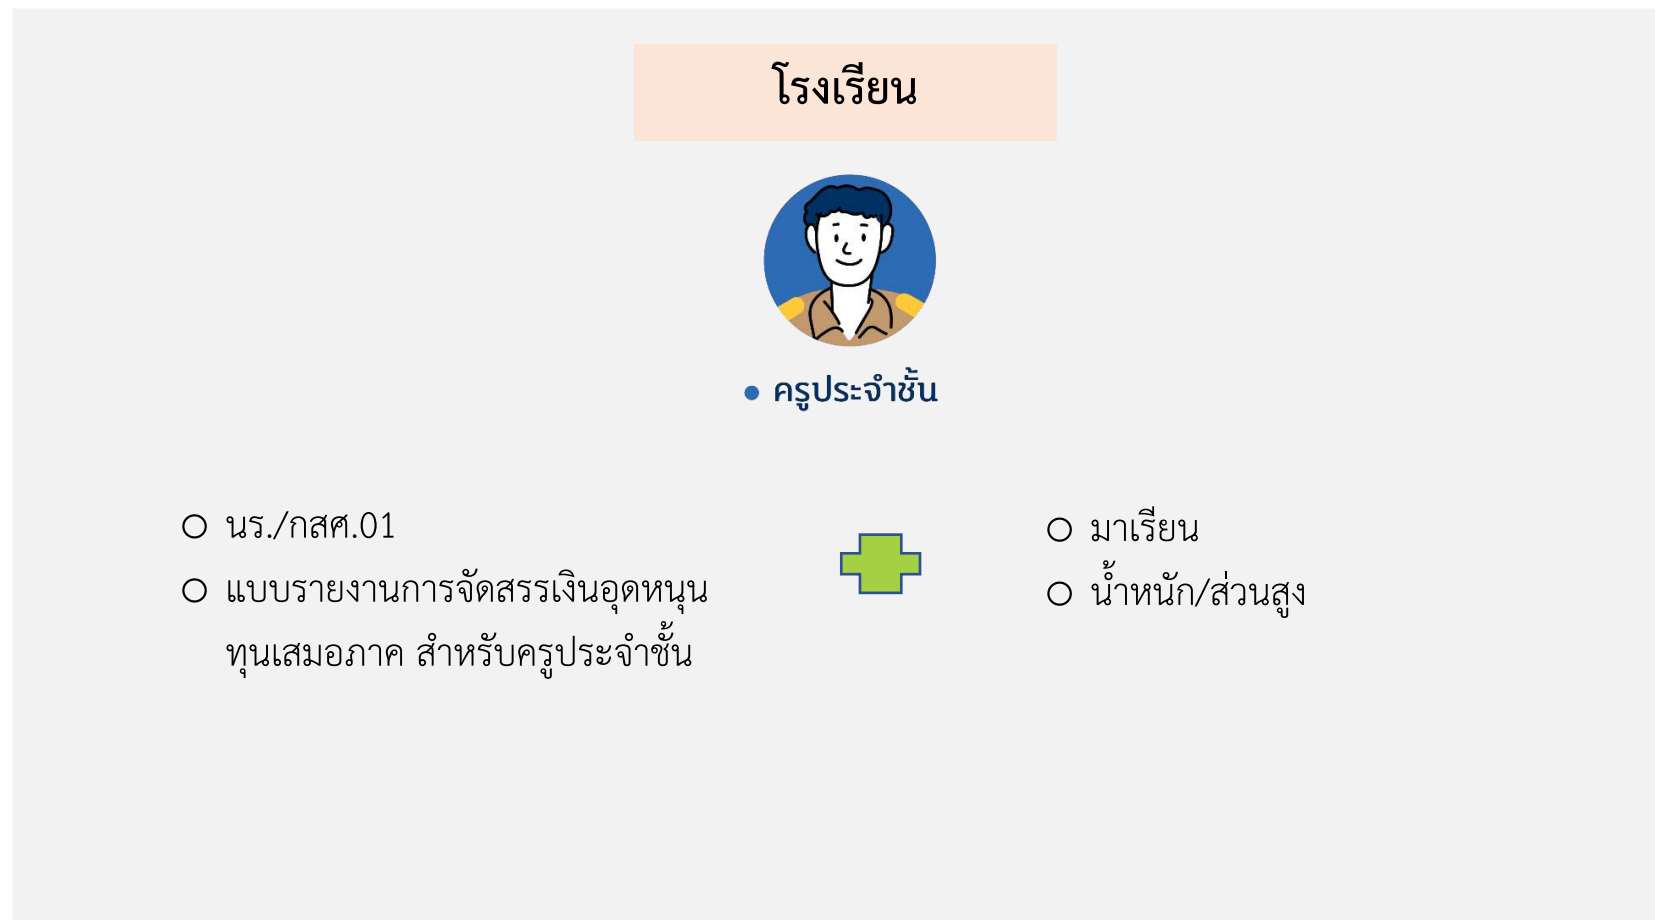 โรงเรียน
• ครูประจำชั้น
○ นร./กสศ.01
○ แบบรายงานการจัดสรรเงินอุดหนุน
ทุนเสมอภาค สำหรับครูประจำชั้น
○ มาเรียน
○ น้ำหนัก/ส่วนสูง